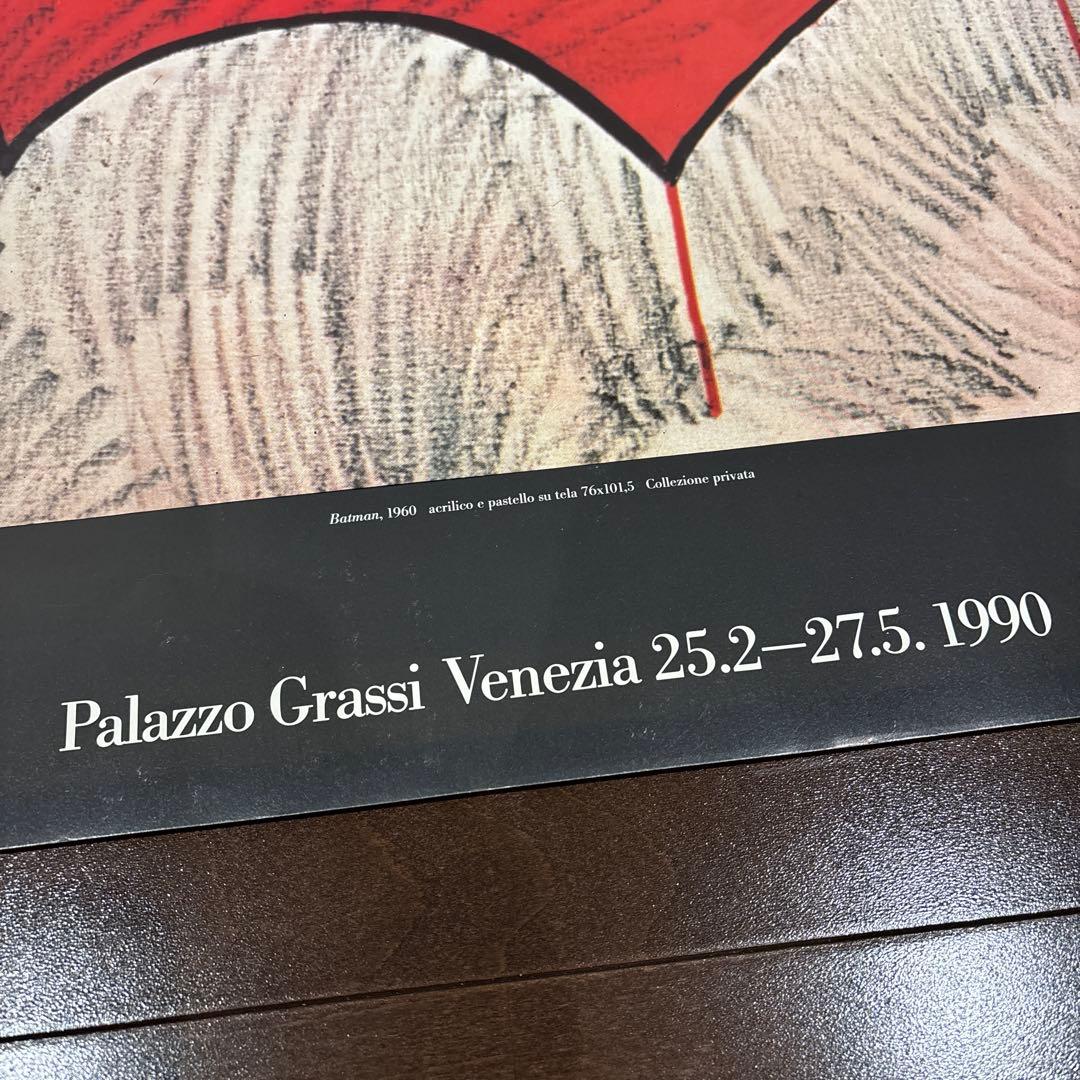 Batman, 1960 acrilico e pastello su tela 76x101,5 Collezione privata
Palazzo Grassi Venezia 25.2—27.5. 1990